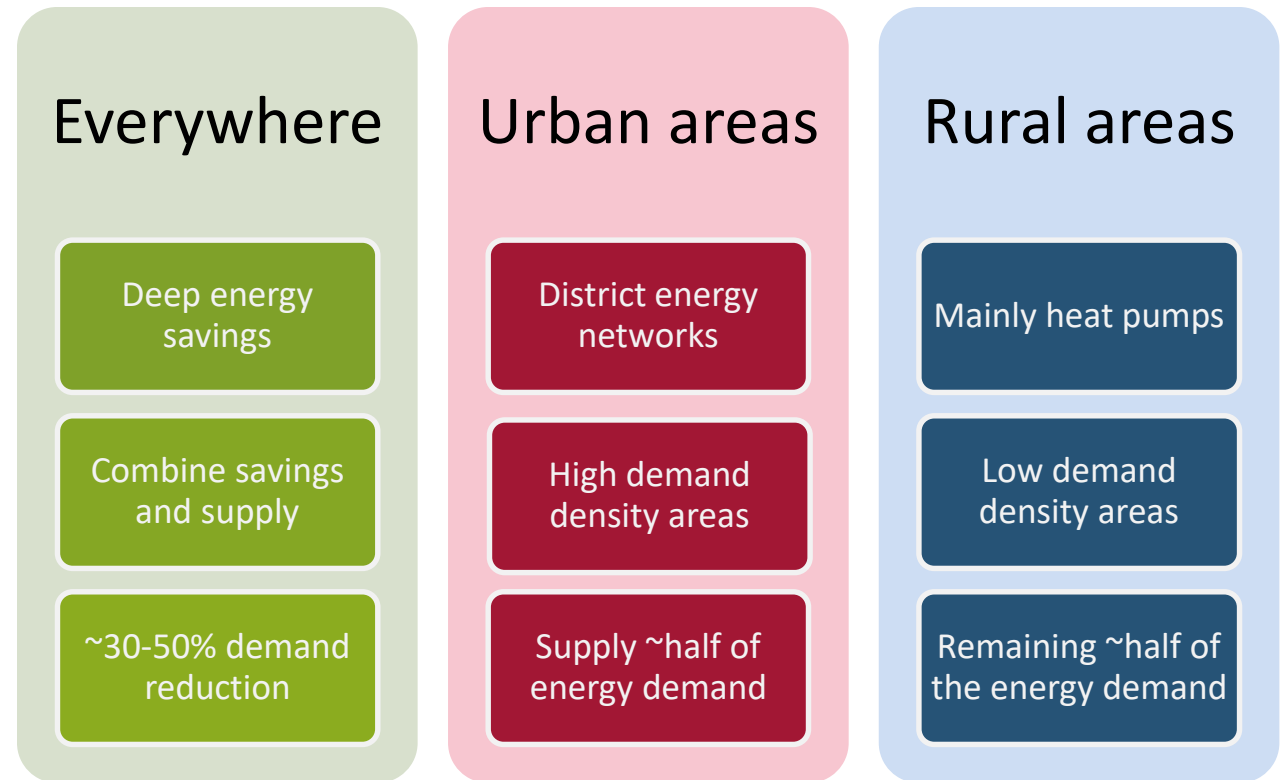 Everywhere
Deep energy
savings
Combine savings
and supply
~30-50% demand
reduction
Urban areas
District energy
networks
High demand
density areas
Supply ~half of
energy demand
Rural areas
Mainly heat pumps
Low demand
density areas
Remaining ~half of
the energy demand